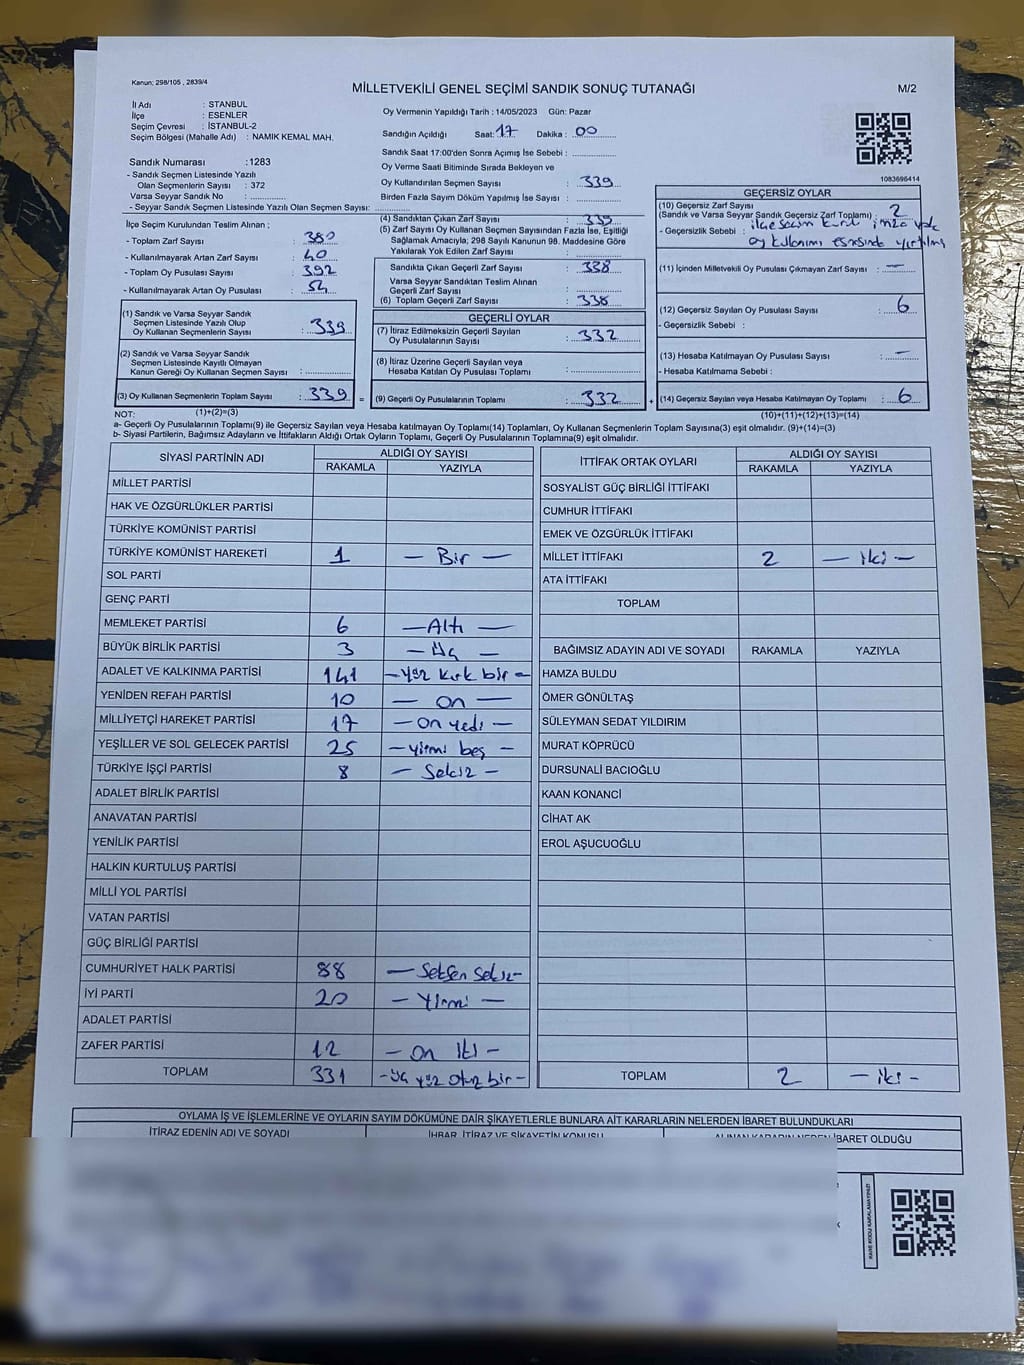 Kanun; 298/105 , 2839/4
MİLLETVEKİLİ GENEL SEÇİMİ SANDIK SONUÇ TUTANAĞI
M/2
İl Adı : STANBUL
İlçe : ESENLER
Seçim Çevresi : İSTANBUL-2
Seçim Bölgesi (Mahalle Adı) : NAMIK KEMAL MAH.
Sandık Numarası :1283
- Sandık Seçmen Listesinde Yazılı
Olan Seçmenlerin Sayısı : 372
Varsa Seyyar Sandık No :
- Seyyar Sandık Seçmen Listesinde Yazılı Olan Seçmen Sayısı:
Oy Vermenin Yapıldığı Tarih : 14/05/2023 Gün: Pazar
Sandığın Açıldığı Saat: 17 Dakika : 00
Sandık Saat 17:00'den Sonra Açımış İse Sebebi :
Oy Verme Saati Bitiminde Sırada Bekleyen ve
Oy Kullandırılan Seçmen Sayısı : 339
Birden Fazla Sayım Döküm Yapılmış İse Sayısı :
1083696414
İlçe Seçim Kurulundan Teslim Alınan ;
- Toplam Zarf Sayısı : 380
- Kullanılmayarak Artan Zarf Sayısı : 40
- Toplam Oy Pusulası Sayısı : 392
- Kullanılmayarak Artan Oy Pusulası : 54
(1) Sandık ve Varsa Seyyar Sandık
Seçmen Listesinde Yazılı Olup
Oy Kullanan Seçmenlerin Sayısı : 339
(2) Sandık ve Varsa Seyyar Sandık
Seçmen Listesinde Kayıtlı Olmayan
Kanun Gereği Oy Kullanan Seçmen Sayısı :
(3) Oy Kullanan Seçmenlerin Toplam Sayısı : 339 =
(4) Sandıktan Çıkan Zarf Sayısı : 339
(5) Zarf Sayısı Oy Kullanan Seçmen Sayısından Fazla İse, Eşitliği
Sağlamak Amacıyla; 298 Sayılı Kanunun 98. Maddesine Göre
Yakılarak Yok Edilen Zarf Sayısı :
Sandıkta Çıkan Geçerli Zarf Sayısı : 338
Varsa Seyyar Sandıktan Teslim Alınan
Geçerli Zarf Sayısı :
(6) Toplam Geçerli Zarf Sayısı : 338
GEÇERLİ OYLAR
(7) İtiraz Edilmeksizin Geçerli Sayılan
Oy Pusulalarının Sayısı : 332
(8) İtiraz Üzerine Geçerli Sayılan veya
Hesaba Katılan Oy Pusulası Toplamı :
(9) Geçerli Oy Pusulalarının Toplamı : 332 +
GEÇERSİZ OYLAR
(10) Geçersiz Zarf Sayısı
(Sandık ve Varsa Seyyar Sandık Geçersiz Zarf Toplamı) : 2
- Geçersizlik Sebebi : ilçe seçim kurul imza yok
oy kullanımı esnasında yırtılmış
(11) İçinden Milletvekili Oy Pusulası Çıkmayan Zarf Sayısı : —
(12) Geçersiz Sayılan Oy Pusulası Sayısı : 6
- Geçersizlik Sebebi :
(13) Hesaba Katılmayan Oy Pusulası Sayısı : —
- Hesaba Katılmama Sebebi :
(14) Geçersiz Sayılan veya Hesaba Katılmayan Oy Toplamı : 6
NOT: (1)+(2)=(3) (10)+(11)+(12)+(13)=(14)
a- Geçerli Oy Pusulalarının Toplamı(9) ile Geçersiz Sayılan veya Hesaba katılmayan Oy Toplamı(14) Toplamları, Oy Kullanan Seçmenlerin Toplam Sayısına(3) eşit olmalıdır. (9)+(14)=(3)
b- Siyasi Partilerin, Bağımsız Adayların ve İttifakların Aldığı Ortak Oyların Toplamı, Geçerli Oy Pusulalarının Toplamına(9) eşit olmalıdır.
SİYASİ PARTİNİN ADI ALDIĞI OY SAYISI
RAKAMLA YAZIYLA
MİLLET PARTİSİ
HAK VE ÖZGÜRLÜKLER PARTİSİ
TÜRKİYE KOMÜNİST PARTİSİ
TÜRKİYE KOMÜNİST HAREKETİ 1 — Bir —
SOL PARTİ
GENÇ PARTİ
MEMLEKET PARTİSİ 6 — Altı —
BÜYÜK BİRLİK PARTİSİ 3 — Üç —
ADALET VE KALKINMA PARTİSİ 141 — yüz kırk bir —
YENİDEN REFAH PARTİSİ 10 — on —
MİLLİYETÇİ HAREKET PARTİSİ 17 — on yedi —
YEŞİLLER VE SOL GELECEK PARTİSİ 25 — yirmi beş —
TÜRKİYE İŞÇİ PARTİSİ 8 — Sekiz —
ADALET BİRLİK PARTİSİ
ANAVATAN PARTİSİ
YENİLİK PARTİSİ
HALKIN KURTULUŞ PARTİSİ
MİLLİ YOL PARTİSİ
VATAN PARTİSİ
GÜÇ BİRLİĞİ PARTİSİ
CUMHURİYET HALK PARTİSİ 88 — Seksen Sekiz —
İYİ PARTİ 20 — Yirmi —
ADALET PARTİSİ
ZAFER PARTİSİ 12 — On iki —
TOPLAM 331 — üç yüz otuz bir —
İTTİFAK ORTAK OYLARI ALDIĞI OY SAYISI
RAKAMLA YAZIYLA
SOSYALİST GÜÇ BİRLİĞİ İTTİFAKI
CUMHUR İTTİFAKI
EMEK VE ÖZGÜRLÜK İTTİFAKI
MİLLET İTTİFAKI 2 — iki —
ATA İTTİFAKI
TOPLAM
BAĞIMSIZ ADAYIN ADI VE SOYADI RAKAMLA YAZIYLA
HAMZA BULDU
ÖMER GÖNÜLTAŞ
SÜLEYMAN SEDAT YILDIRIM
MURAT KÖPRÜCÜ
DURSUNALİ BACIOĞLU
KAAN KONANCİ
CİHAT AK
EROL AŞUCUOĞLU
TOPLAM 2 — iki —
OYLAMA İŞ VE İŞLEMLERİNE VE OYLARIN SAYIM DÖKÜMÜNE DAİR ŞİKAYETLERLE BUNLARA AİT KARARLARIN NELERDEN İBARET BULUNDUKLARI
İTİRAZ EDENİN ADI VE SOYADI İHBAR, İTİRAZ VE ŞİKAYETİN KONUSU ALINAN KARARIN NEDEN İBARET OLDUĞU
KARE KODU KARALAMAYINIZ!